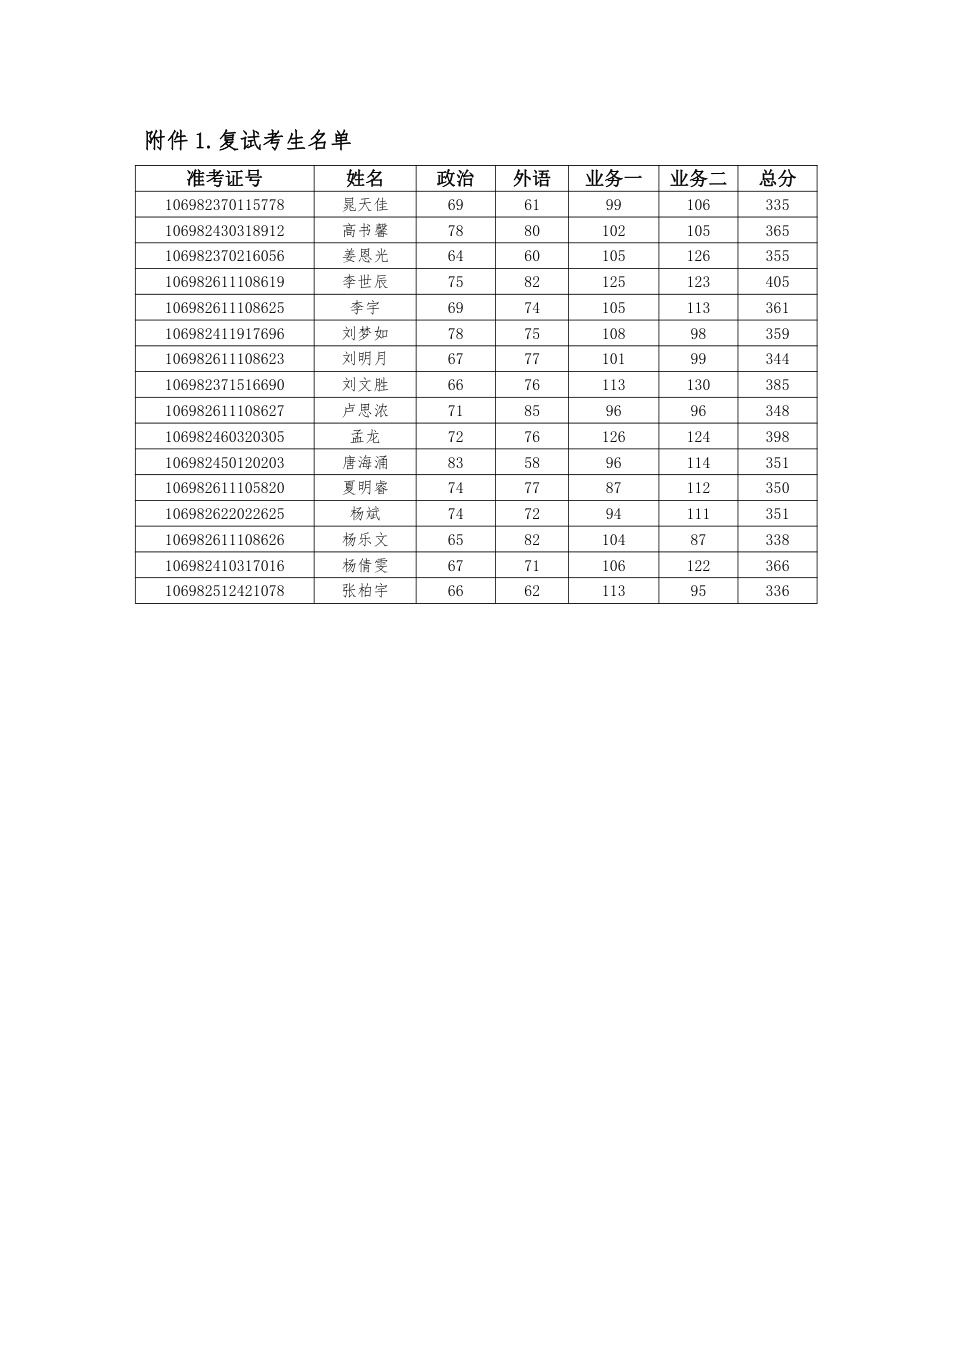 附件 1.复试考生名单
准考证号 姓名 政治 外语 业务一 业务二 总分
106982370115778 晁天佳 69 61 99 106 335
106982430318912 高书馨 78 80 102 105 365
106982370216056 姜恩光 64 60 105 126 355
106982611108619 李世辰 75 82 125 123 405
106982611108625 李宇 69 74 105 113 361
106982411917696 刘梦如 78 75 108 98 359
106982611108623 刘明月 67 77 101 99 344
106982371516690 刘文胜 66 76 113 130 385
106982611108627 卢思浓 71 85 96 96 348
106982460320305 孟龙 72 76 126 124 398
106982450120203 唐海涌 83 58 96 114 351
106982611105820 夏明睿 74 77 87 112 350
106982622022625 杨斌 74 72 94 111 351
106982611108626 杨乐文 65 82 104 87 338
106982410317016 杨倩雯 67 71 106 122 366
106982512421078 张柏宇 66 62 113 95 336